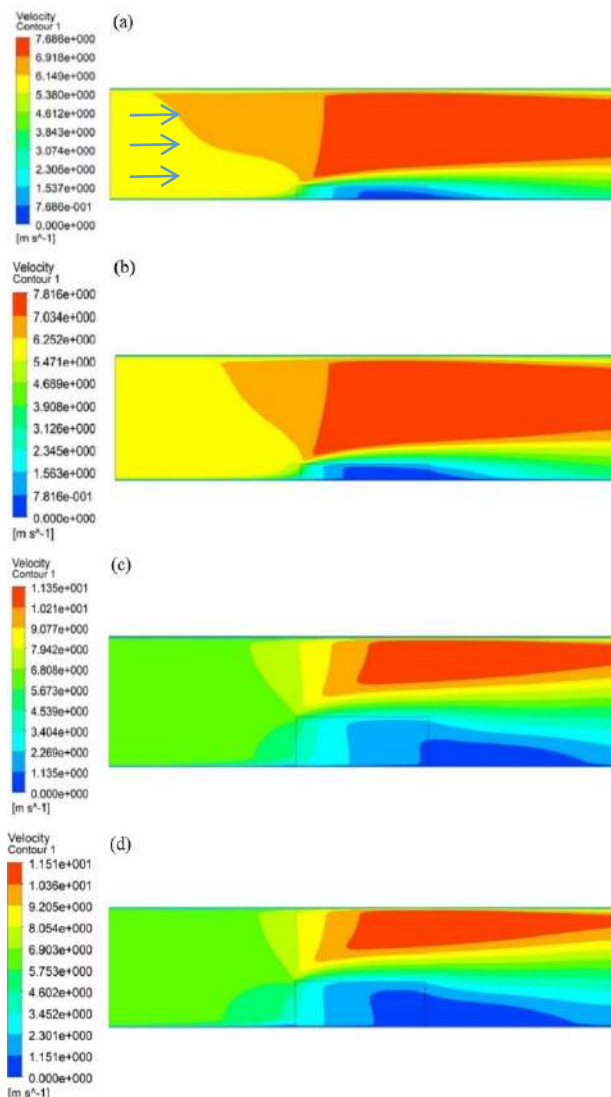 Velocity
Contour 1
(a)
7.686e+000
6.918e+000
6.149e+000
5.380e+000
4.612e+000
3.843e+000
3.074e+000
2.306e+000
1.537e+000
7.686e-001
0.000e+000
[m s^-1]
Velocity
Contour 1
(b)
7.816e+000
7.034e+000
6.252e+000
5.471e+000
4.689e+000
3.908e+000
3.126e+000
2.345e+000
1.563e+000
7.816e-001
0.000e+000
[m s^-1]
Velocity
Contour 1
(c)
1.135e+001
1.021e+001
9.077e+000
7.942e+000
6.808e+000
5.673e+000
4.539e+000
3.404e+000
2.269e+000
1.135e+000
0.000e+000
[m s^-1]
Velocity
Contour 1
(d)
1.151e+001
1.036e+001
9.205e+000
8.054e+000
6.903e+000
5.753e+000
4.602e+000
3.452e+000
2.301e+000
1.151e+000
0.000e+000
[m s^-1]